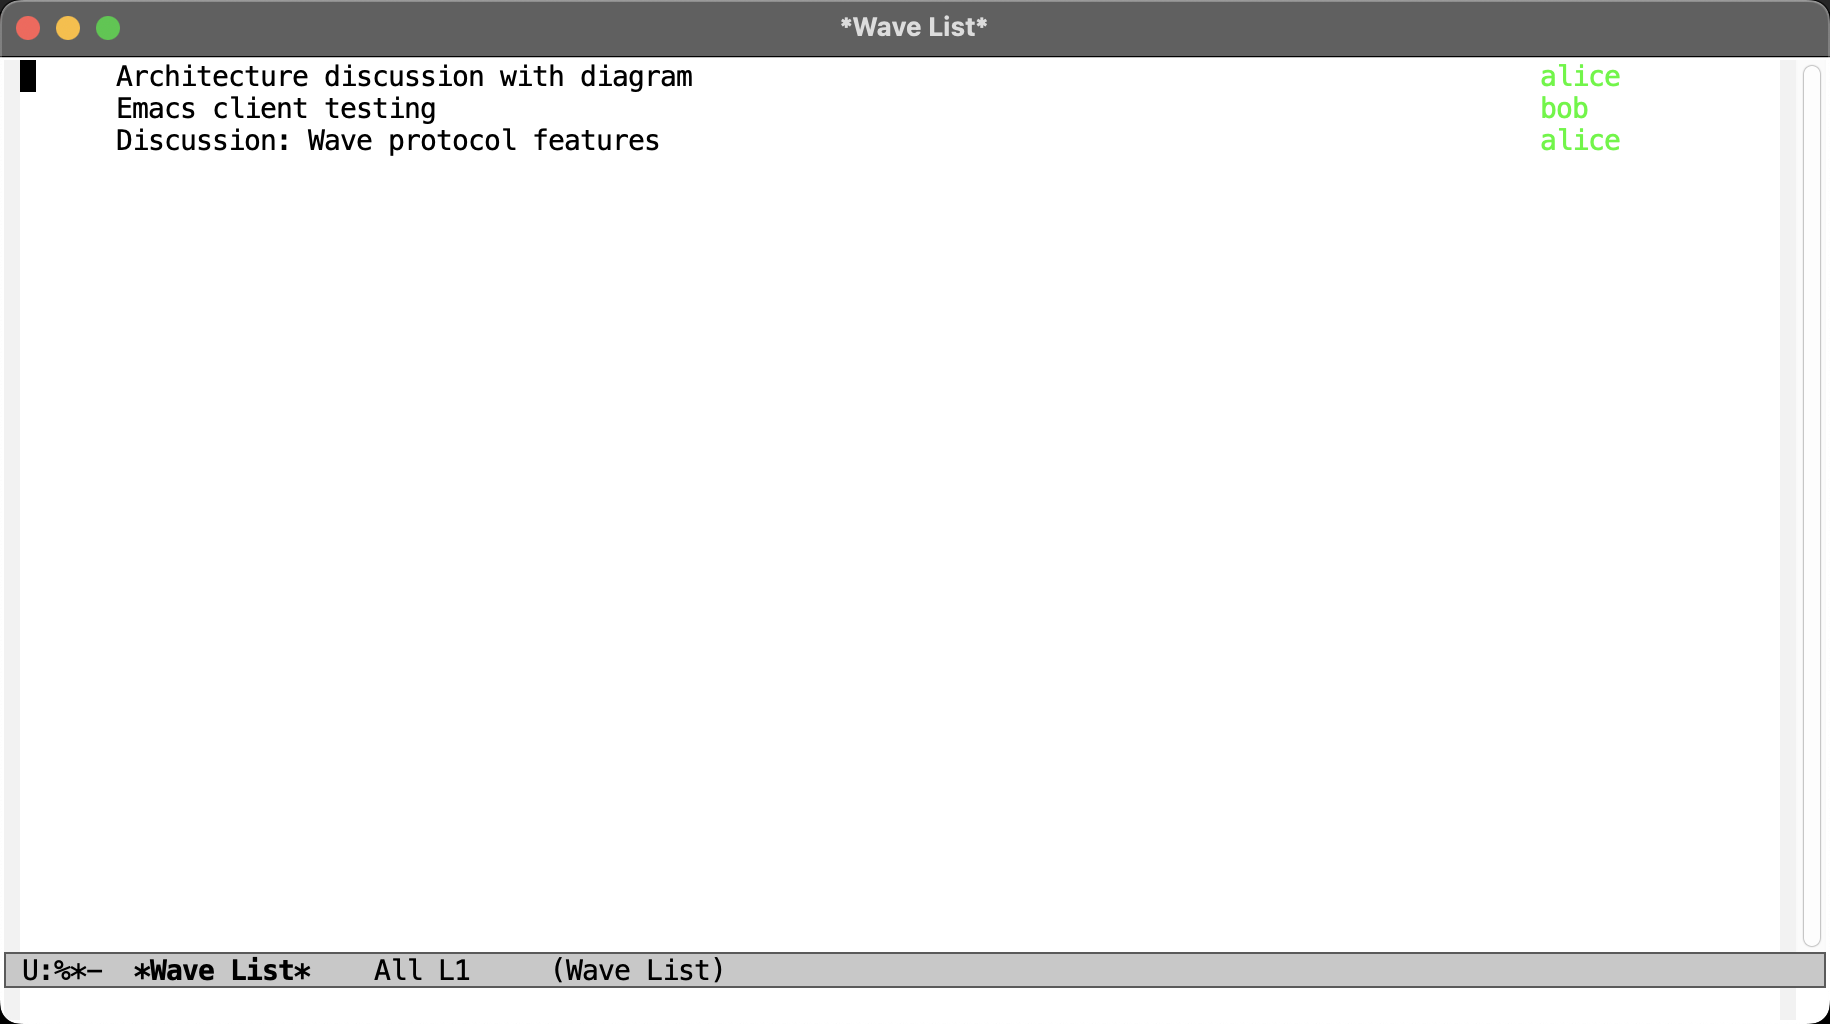 *Wave List*
Architecture discussion with diagram alice
Emacs client testing bob
Discussion: Wave protocol features alice
U:%*- *Wave List* All L1 (Wave List)